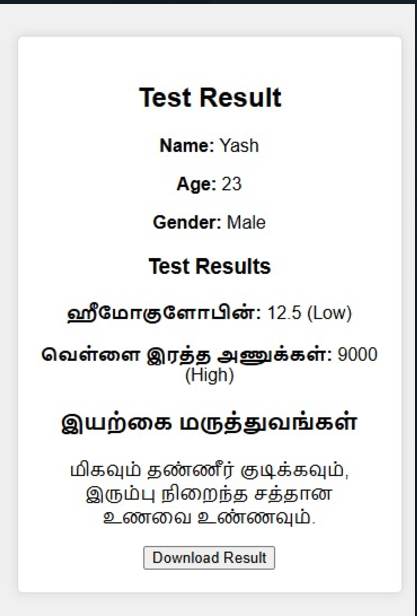 Test Result
Name: Yash
Age: 23
Gender: Male
Test Results
ஹீமோகுளோபின்: 12.5 (Low)
வெள்ளை இரத்த அணுக்கள்: 9000
(High)
இயற்கை மருத்துவங்கள்
மிகவும் தண்ணீர் குடிக்கவும்,
இரும்பு நிறைந்த சத்தான
உணவை உண்ணவும்.
Download Result